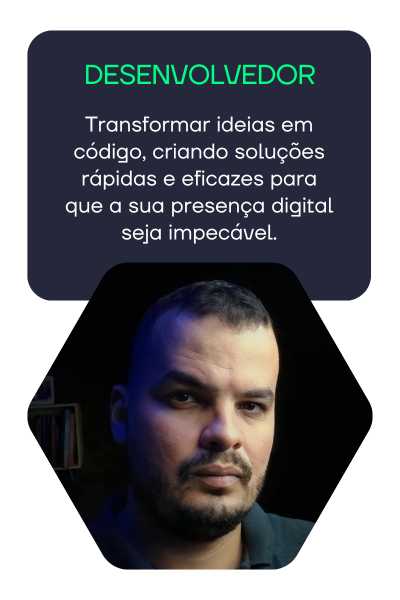 DESENVOLVEDOR
Transformar ideias em
código, criando soluções
rápidas e eficazes para
que a sua presença digital
seja impecável.